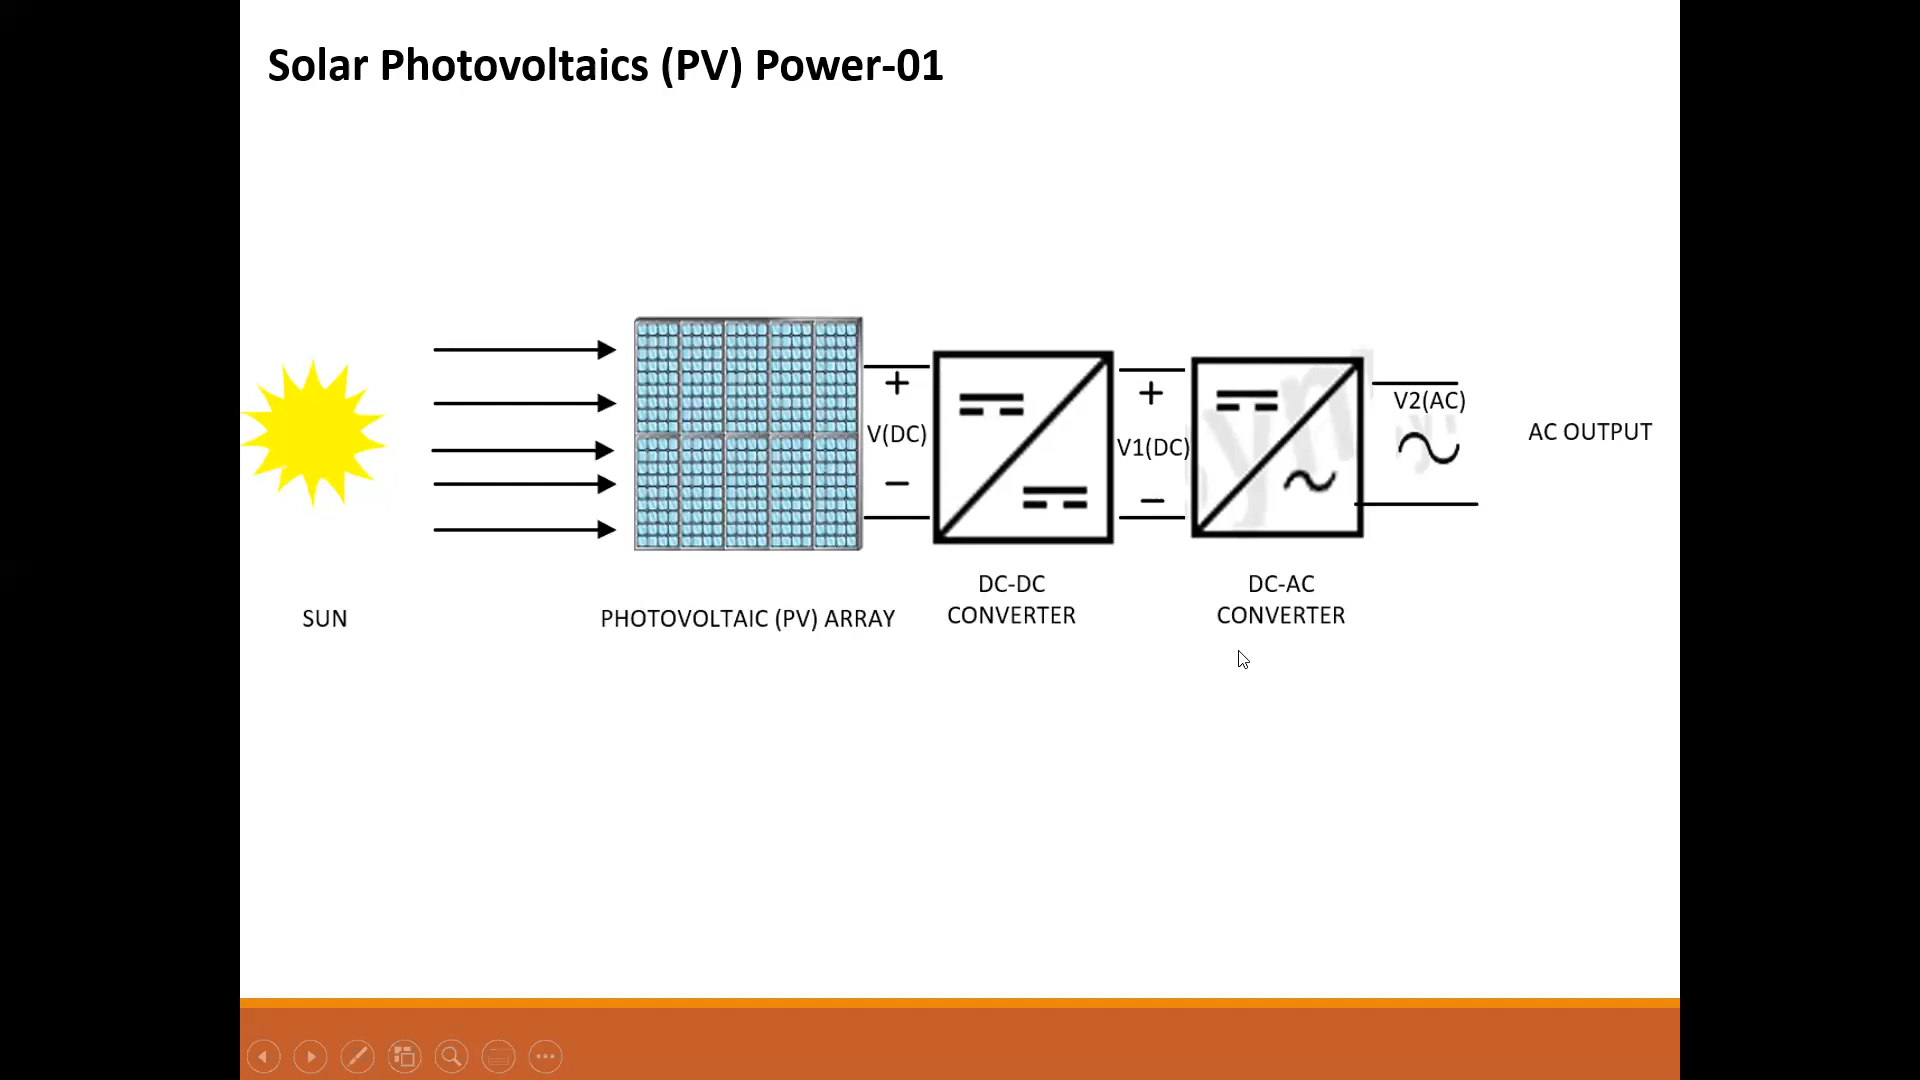 Solar Photovoltaics (PV) Power-01
+
V(DC)
−
+
V1(DC)
−
V2(AC)
AC OUTPUT
SUN
PHOTOVOLTAIC (PV) ARRAY
DC-DC
CONVERTER
DC-AC
CONVERTER